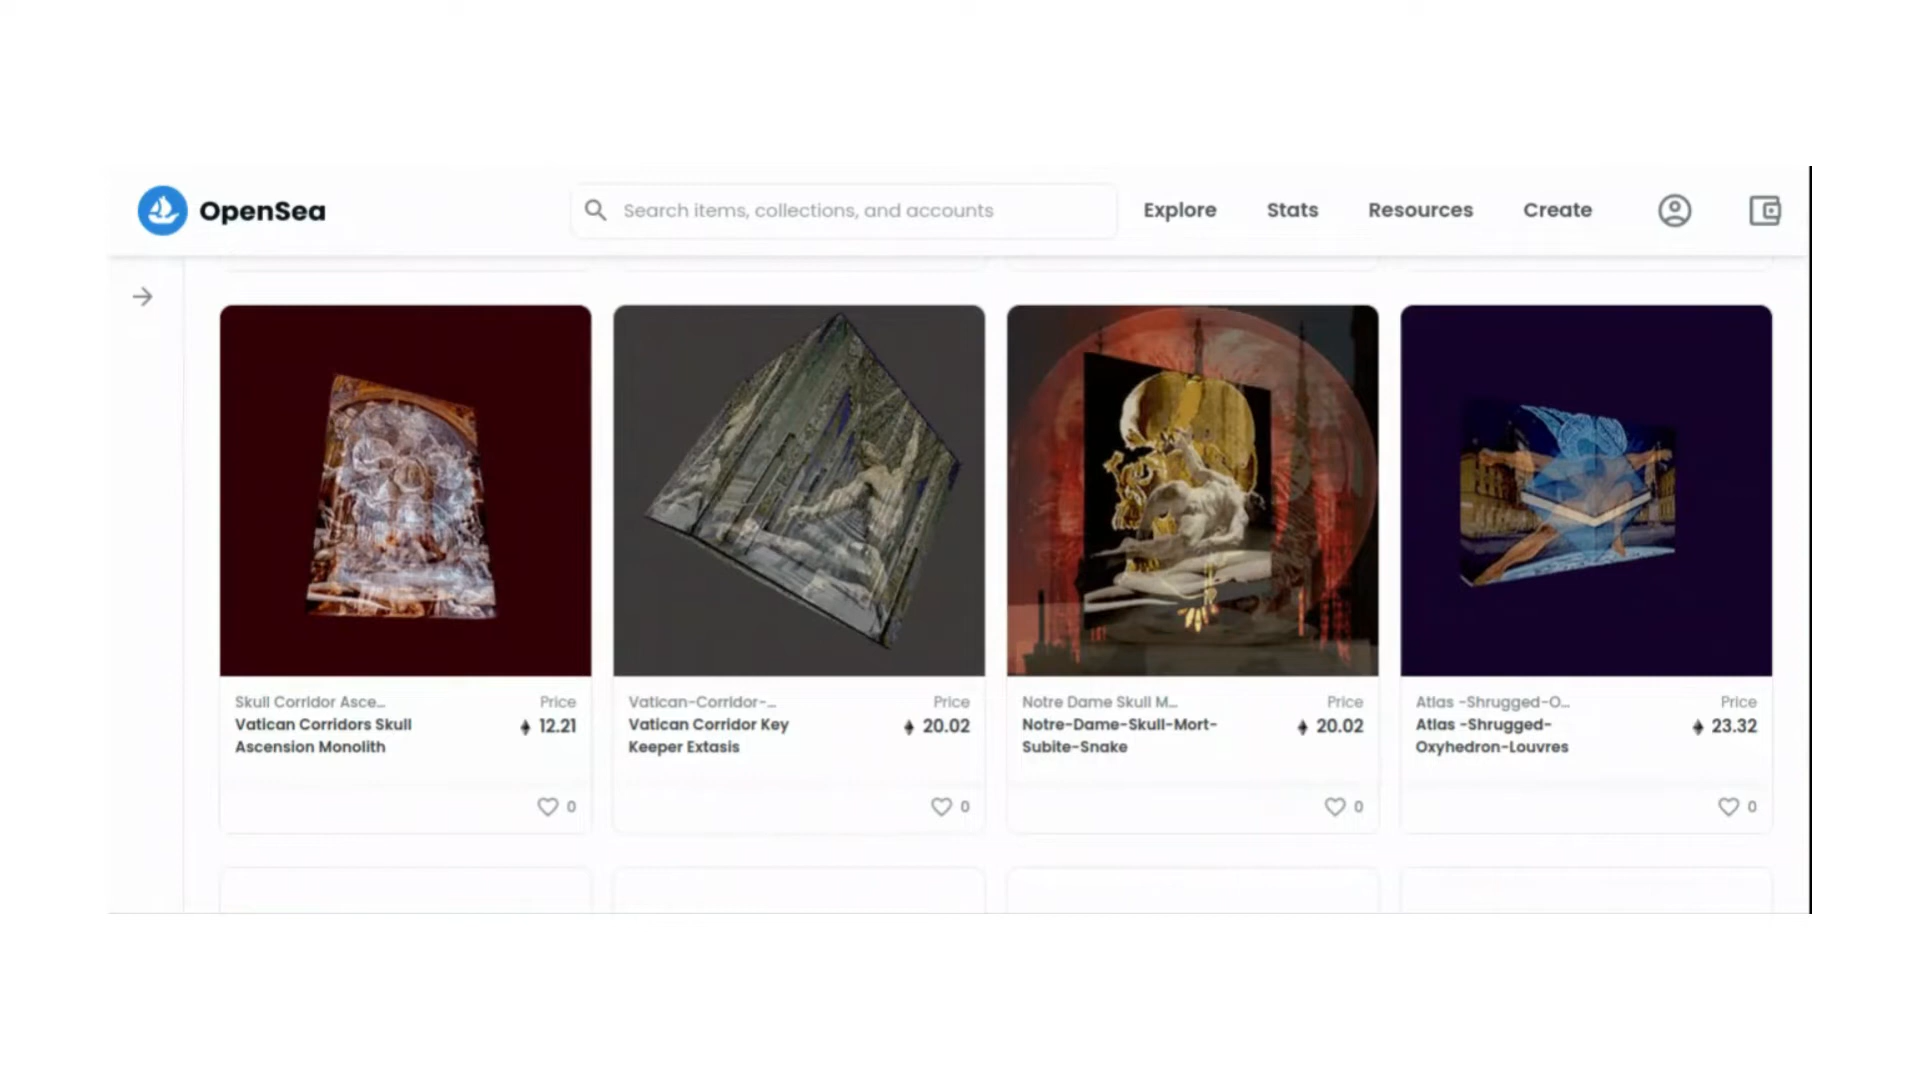 OpenSea
Search items, collections, and accounts
Explore
Stats
Resources
Create
Skull Corridor Asce...
Price
Vatican Corridors Skull
Ascension Monolith
12.21
0
Vatican-Corridor-...
Price
Vatican Corridor Key
Keeper Extasis
20.02
0
Notre Dame Skull M...
Price
Notre-Dame-Skull-Mort-
Subite-Snake
20.02
0
Atlas -Shrugged-O...
Price
Atlas -Shrugged-
Oxyhedron-Louvres
23.32
0